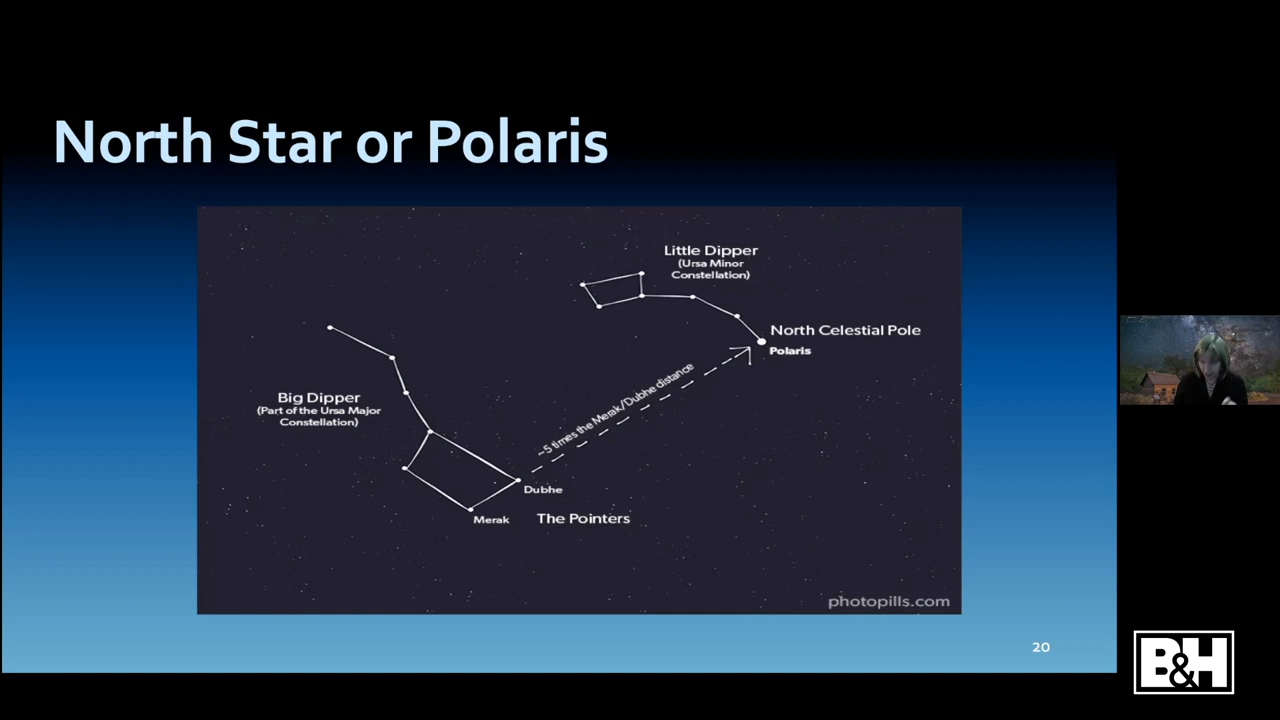 North Star or Polaris
Little Dipper
(Ursa Minor
Constellation)
North Celestial Pole
Polaris
~5 times the Merak/Dubhe distance
Big Dipper
(Part of the Ursa Major
Constellation)
Dubhe
Merak
The Pointers
photopills.com
20
B&H